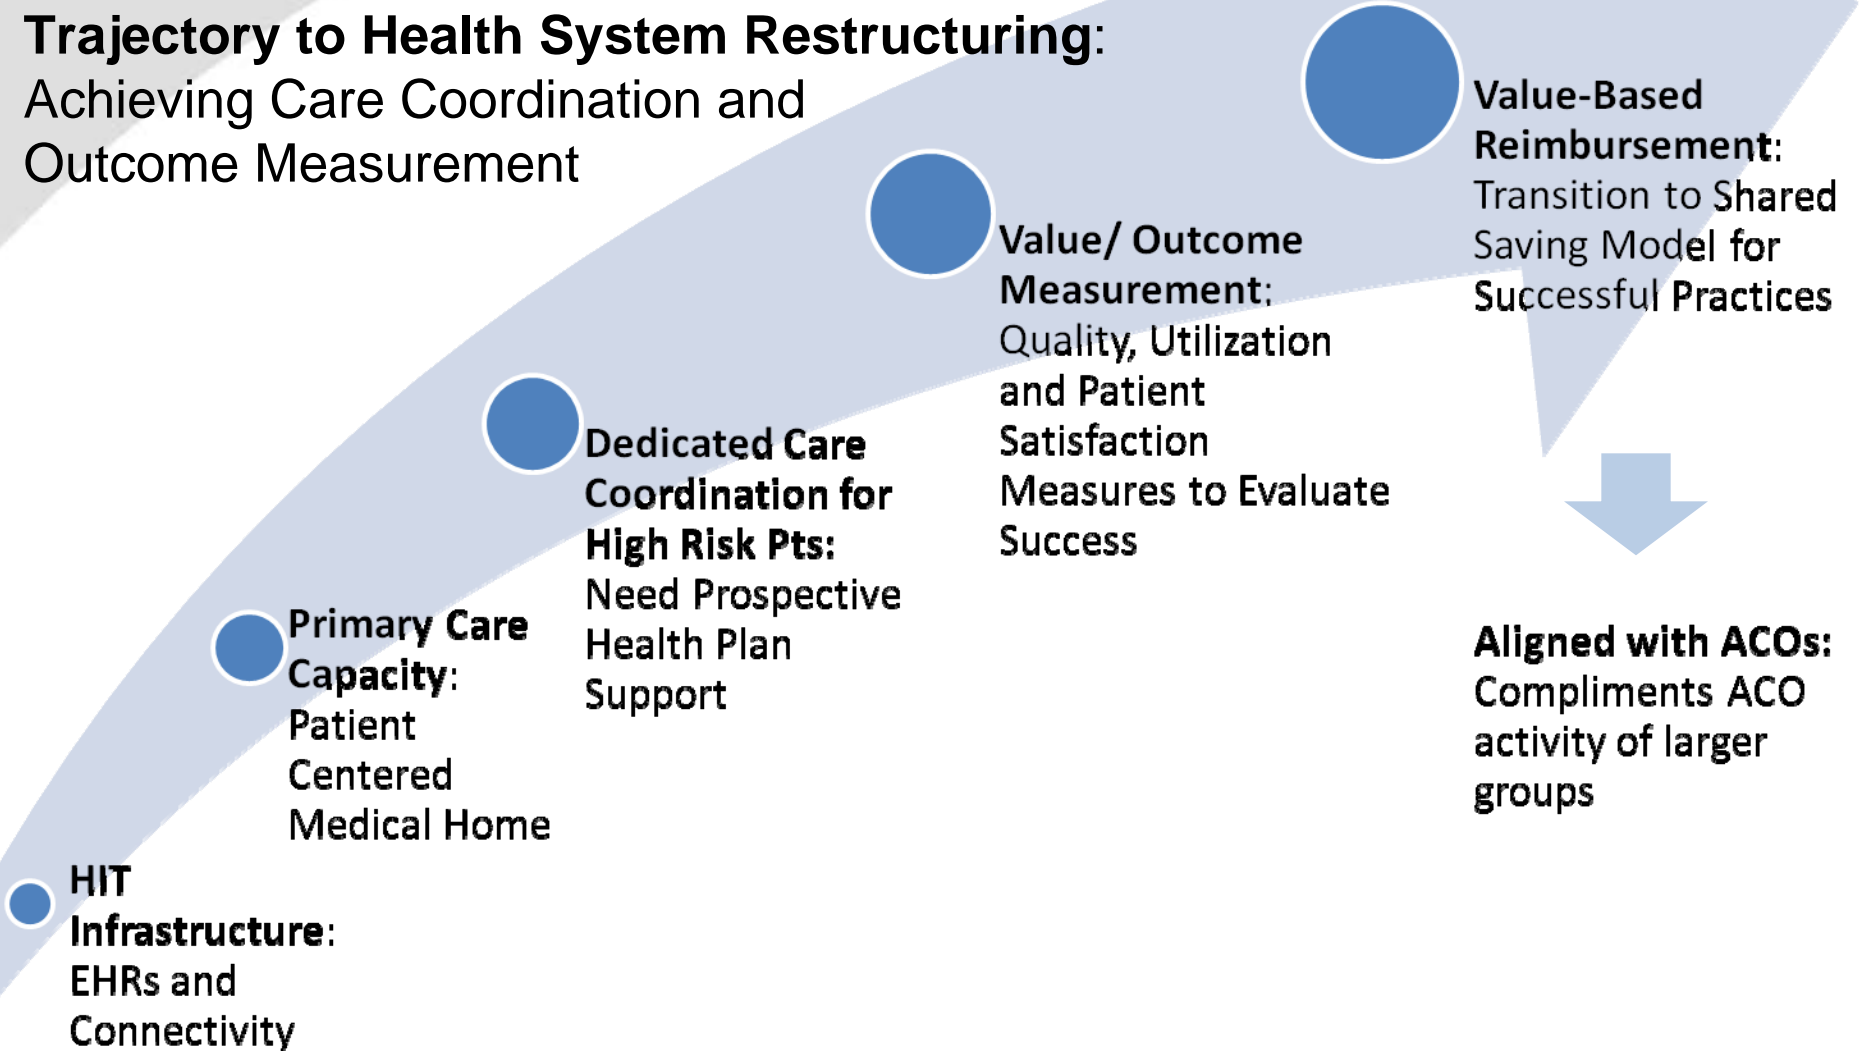 Trajectory to Health System Restructuring:
Achieving Care Coordination and
Outcome Measurement
HIT
Infrastructure:
EHRs and
Connectivity
Primary Care
Capacity:
Patient
Centered
Medical Home
Dedicated Care
Coordination for
High Risk Pts:
Need Prospective
Health Plan
Support
Value/ Outcome
Measurement:
Quality, Utilization
and Patient
Satisfaction
Measures to Evaluate
Success
Value-Based
Reimbursement:
Transition to Shared
Saving Model for
Successful Practices
Aligned with ACOs:
Compliments ACO
activity of larger
groups